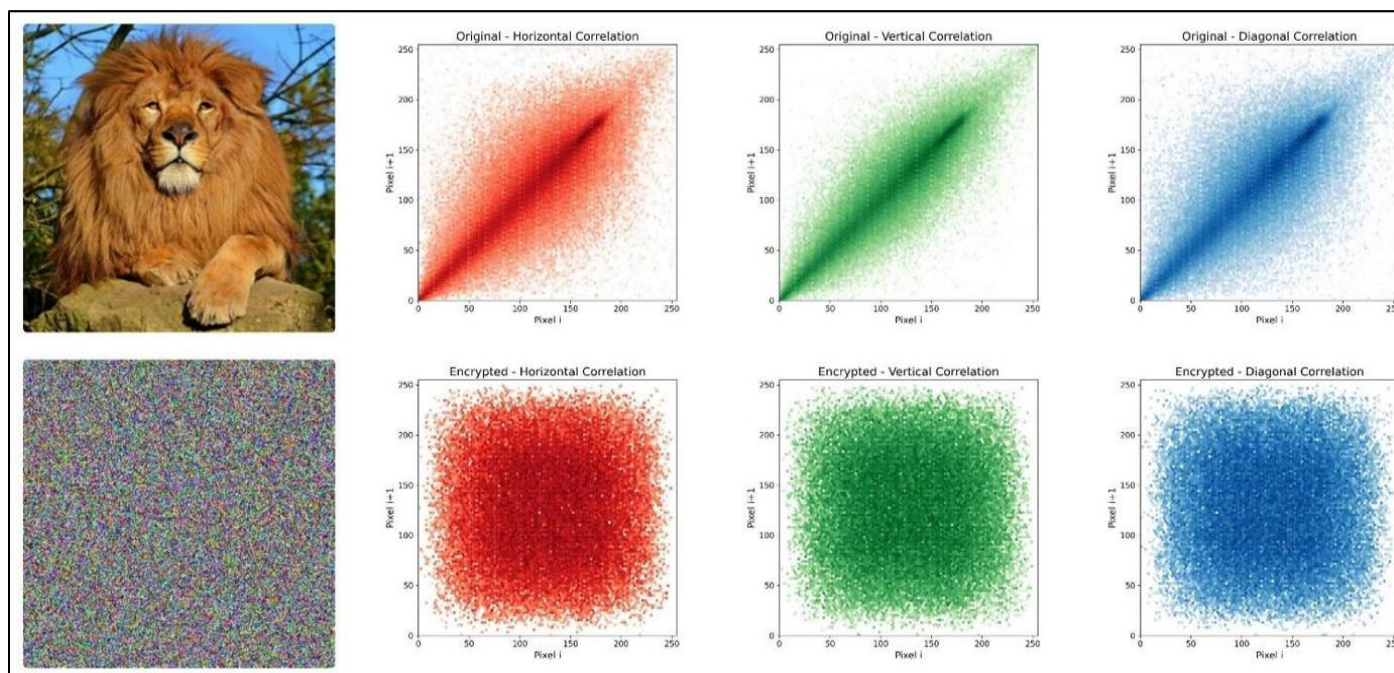 Original - Horizontal Correlation
250
200
150
100
50
0
Pixel i+1
0 50 100 150 200 250
Pixel i
Original - Vertical Correlation
250
200
150
100
50
0
Pixel i+1
0 50 100 150 200 250
Pixel i
Original - Diagonal Correlation
250
200
150
100
50
0
Pixel i+1
0 50 100 150 200 250
Pixel i
Encrypted - Horizontal Correlation
250
200
150
100
50
0
Pixel i+1
0 50 100 150 200 250
Pixel i
Encrypted - Vertical Correlation
250
200
150
100
50
0
Pixel i+1
0 50 100 150 200 250
Pixel i
Encrypted - Diagonal Correlation
250
200
150
100
50
0
Pixel i+1
0 50 100 150 200 250
Pixel i